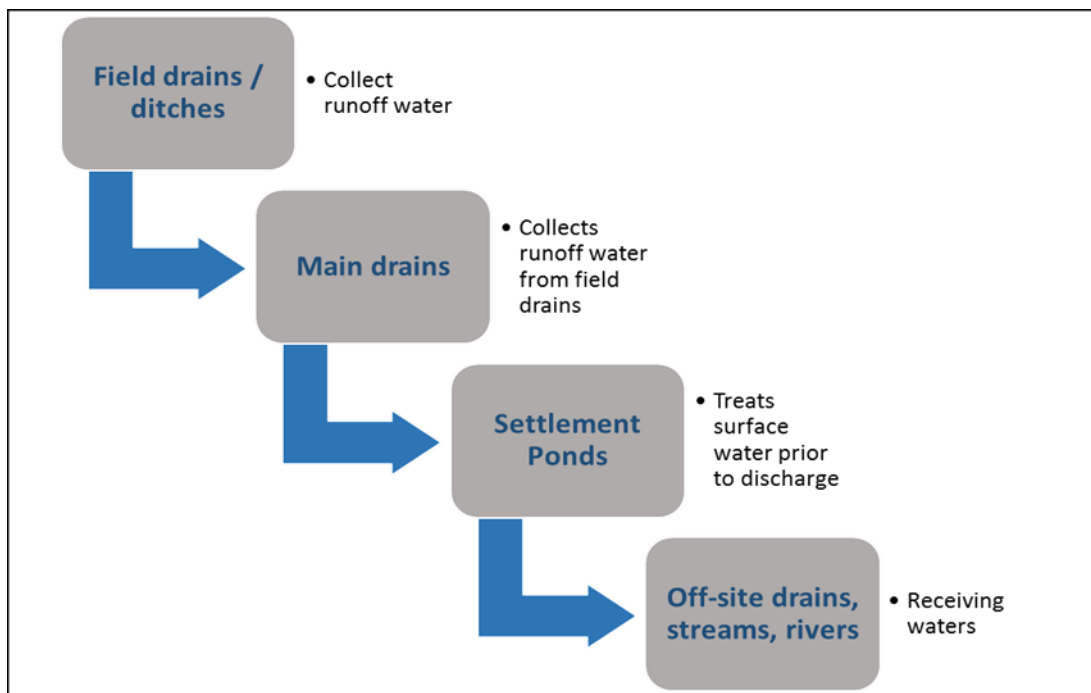 Field drains /
ditches
• Collect
runoff water
Main drains
• Collects
runoff water
from field
drains
Settlement
Ponds
• Treats
surface
water prior
to discharge
Off-site drains,
streams, rivers
• Receiving
waters